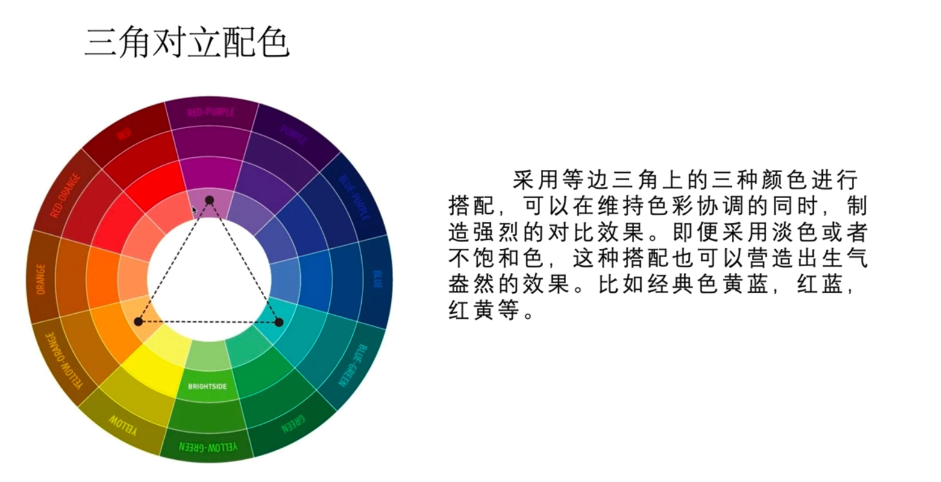 三角对立配色
RED-PURPLE
PURPLE
BLUE-PURPLE
BLUE
BLUE-GREEN
GREEN
YELLOW-GREEN
YELLOW
YELLOW-ORANGE
ORANGE
RED-ORANGE
RED
BRIGHTSIDE
采用等边三角上的三种颜色进行
搭配，可以在维持色彩协调的同时，制
造强烈的对比效果。即便采用淡色或者
不饱和色，这种搭配也可以营造出生气
盎然的效果。比如经典色黄蓝，红蓝，
红黄等。